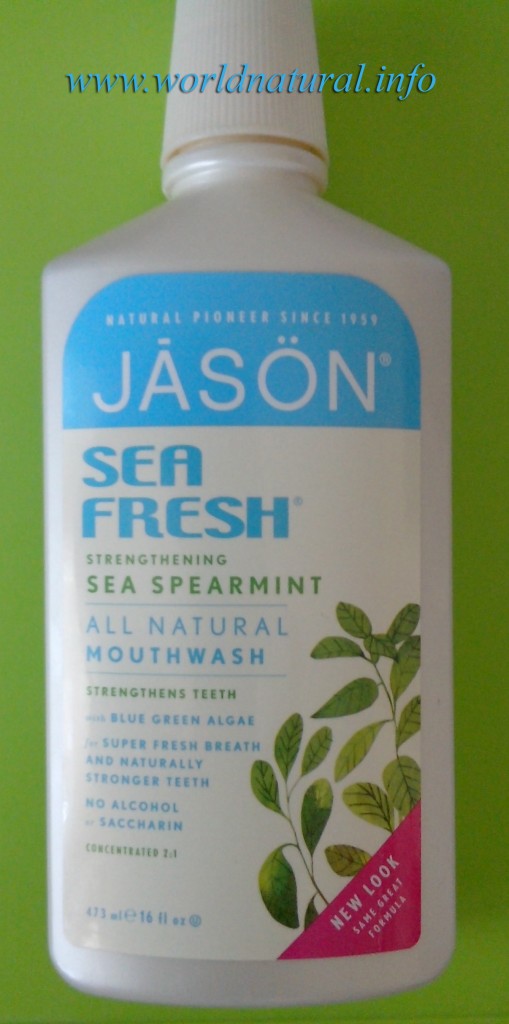 www.worldnatural.info
NATURAL PIONEER SINCE 1959
JĀSÖN®
SEA
FRESH®
STRENGTHENING
SEA SPEARMINT
ALL NATURAL
MOUTHWASH
STRENGTHENS TEETH
with BLUE GREEN ALGAE
for SUPER FRESH BREATH
AND NATURALLY
STRONGER TEETH
NO ALCOHOL
or SACCHARIN
CONCENTRATED 2:1
473 ml ℮ 16 fl oz Ⓤ
NEW LOOK
SAME GREAT
FORMULA